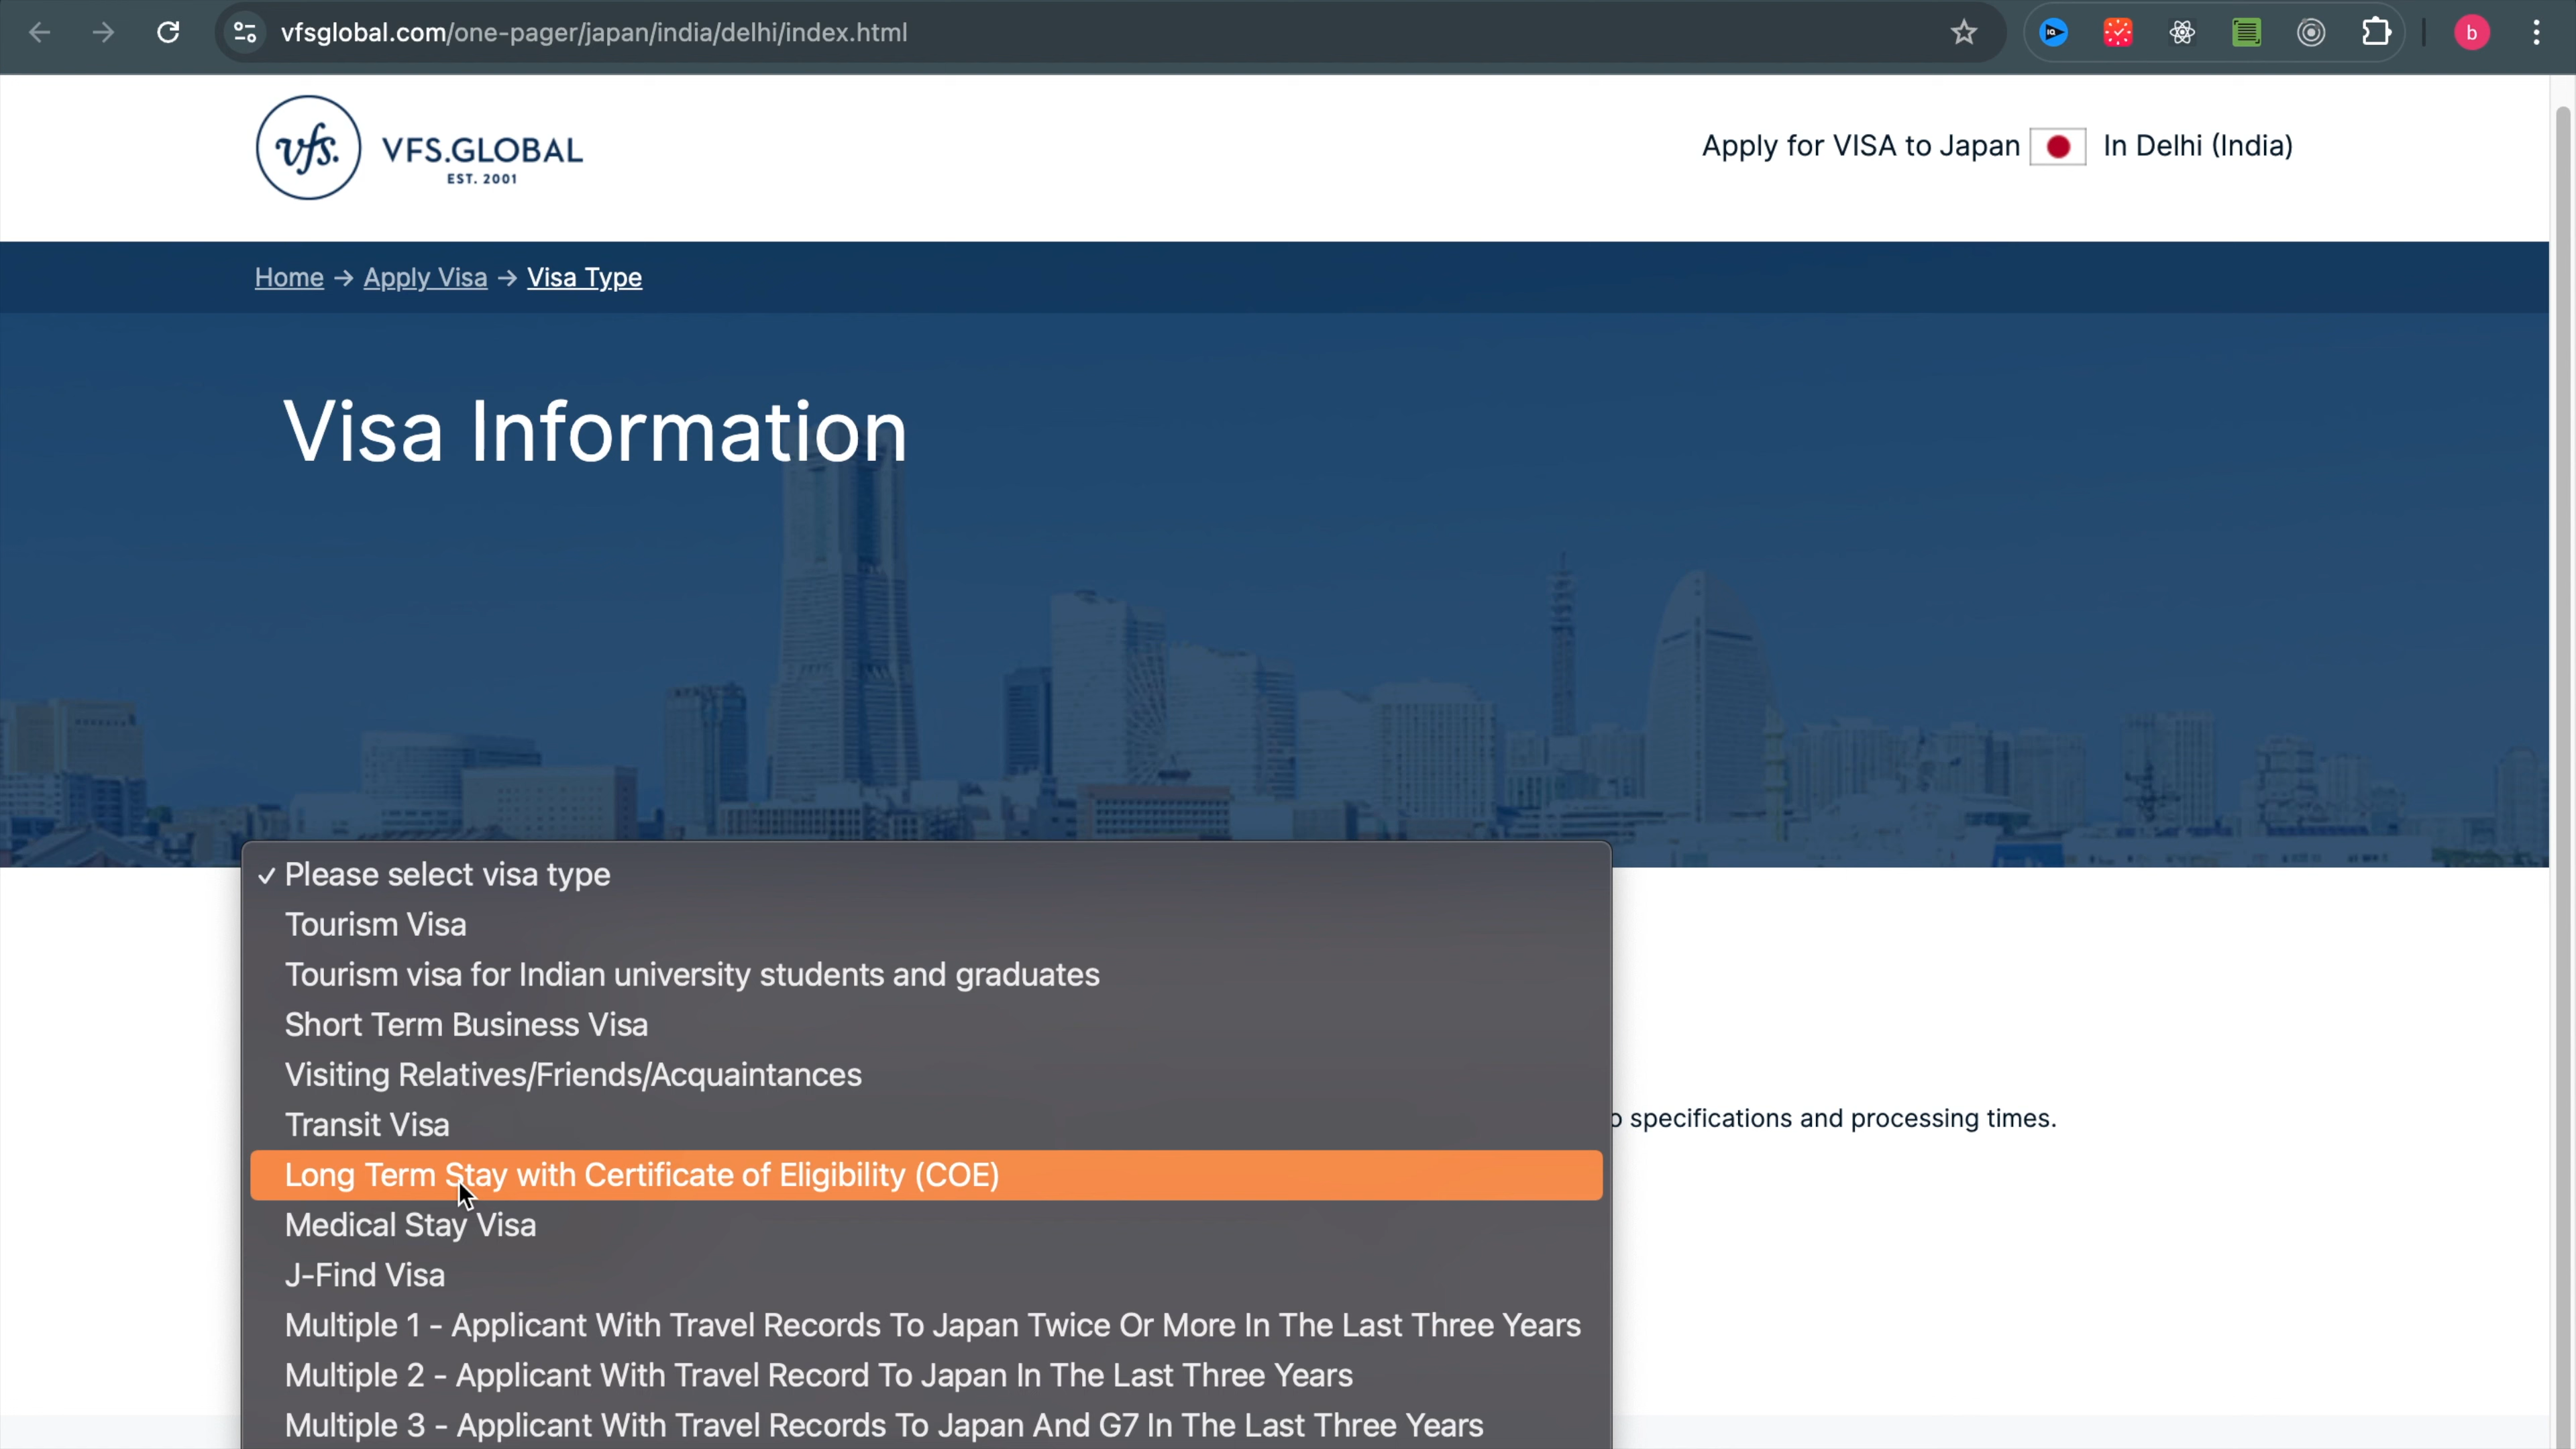 vfsglobal.com/one-pager/japan/india/delhi/index.html
b
vfs.
VFS.GLOBAL
EST. 2001
Apply for VISA to Japan In Delhi (India)
Home → Apply Visa → Visa Type
Visa Information
✓ Please select visa type
Tourism Visa
Tourism visa for Indian university students and graduates
Short Term Business Visa
Visiting Relatives/Friends/Acquaintances
Transit Visa
specifications and processing times.
Long Term Stay with Certificate of Eligibility (COE)
Medical Stay Visa
J-Find Visa
Multiple 1 - Applicant With Travel Records To Japan Twice Or More In The Last Three Years
Multiple 2 - Applicant With Travel Record To Japan In The Last Three Years
Multiple 3 - Applicant With Travel Records To Japan And G7 In The Last Three Years